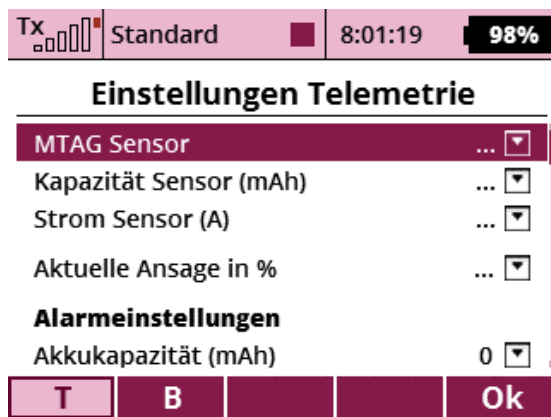 Tx Standard 8:01:19 98%
Einstellungen Telemetrie
MTAG Sensor ...
Kapazität Sensor (mAh) ...
Strom Sensor (A) ...
Aktuelle Ansage in % ...
Alarmeinstellungen
Akkukapazität (mAh) 0
T B Ok